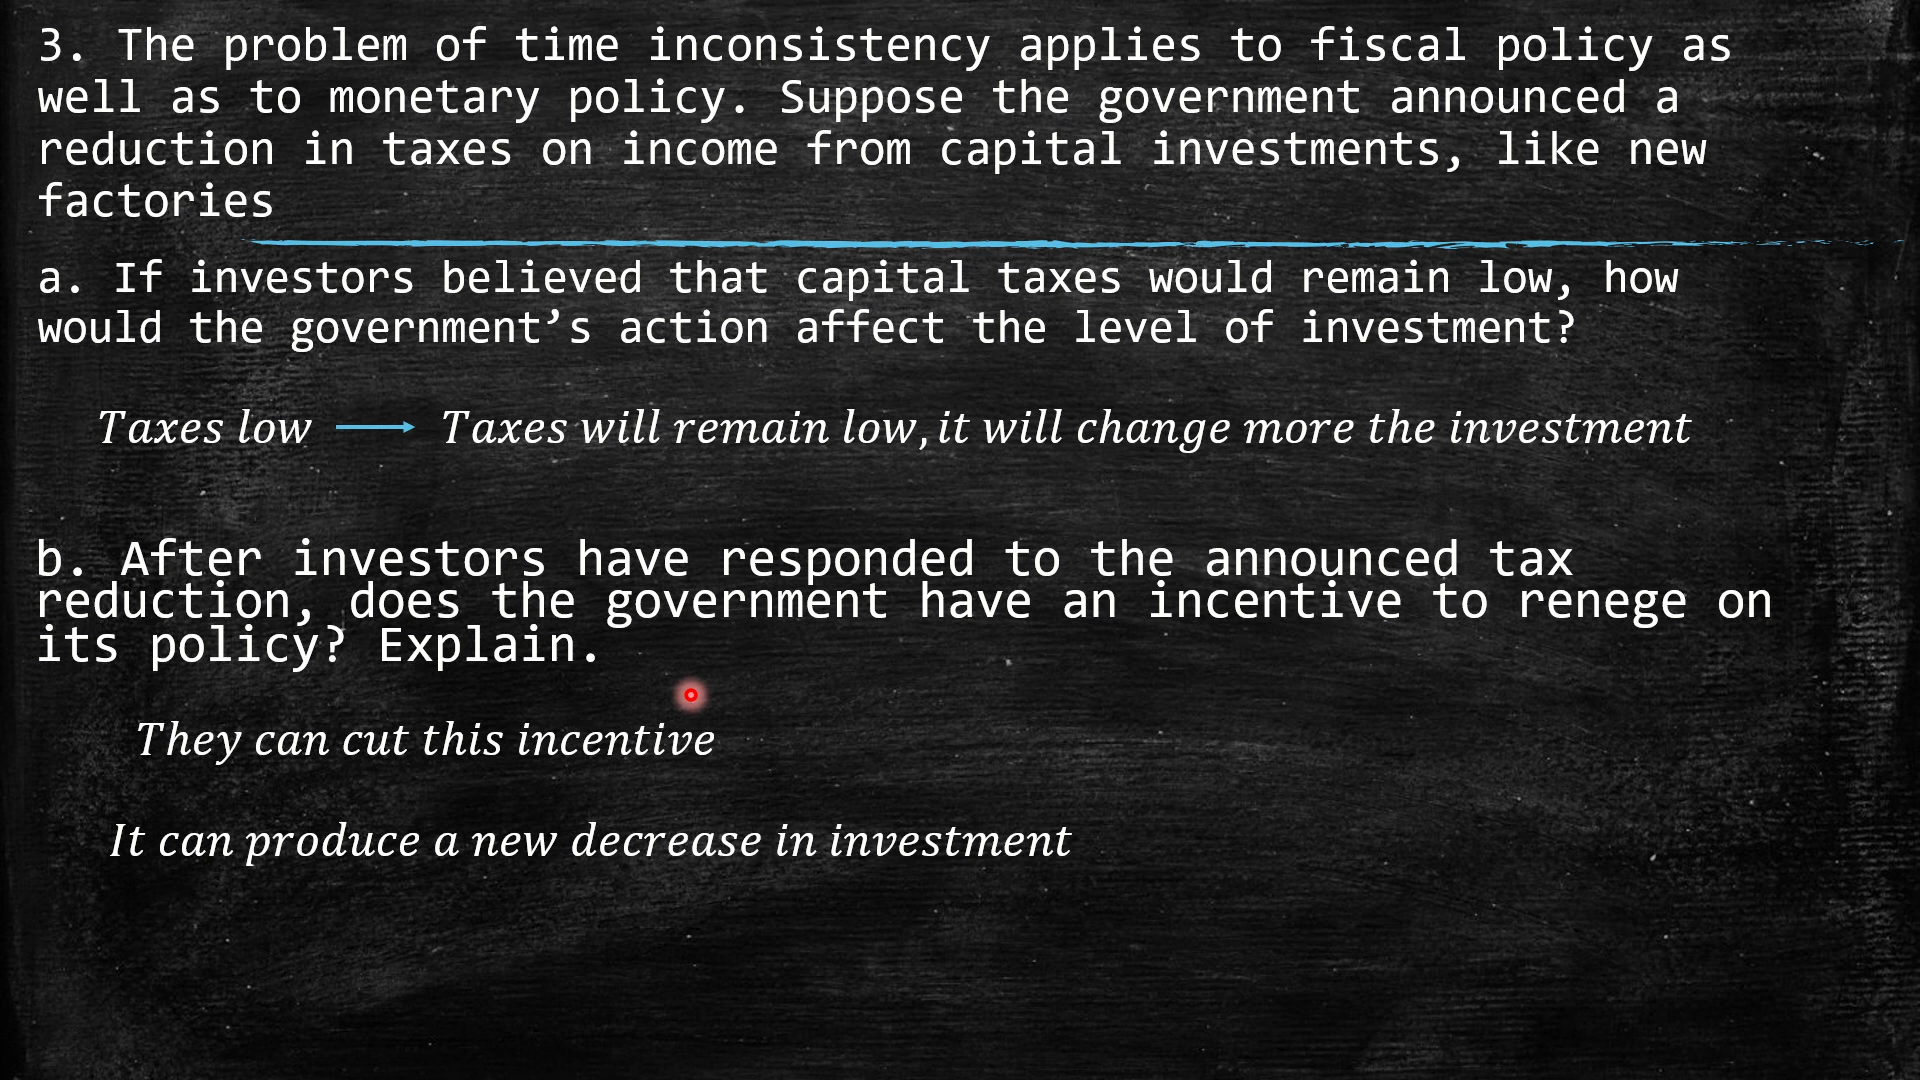 3. The problem of time inconsistency applies to fiscal policy as
well as to monetary policy. Suppose the government announced a
reduction in taxes on income from capital investments, like new
factories
a. If investors believed that capital taxes would remain low, how
would the government’s action affect the level of investment?
Taxes low Taxes will remain low, it will change more the investment
b. After investors have responded to the announced tax
reduction, does the government have an incentive to renege on
its policy? Explain.
They can cut this incentive
It can produce a new decrease in investment